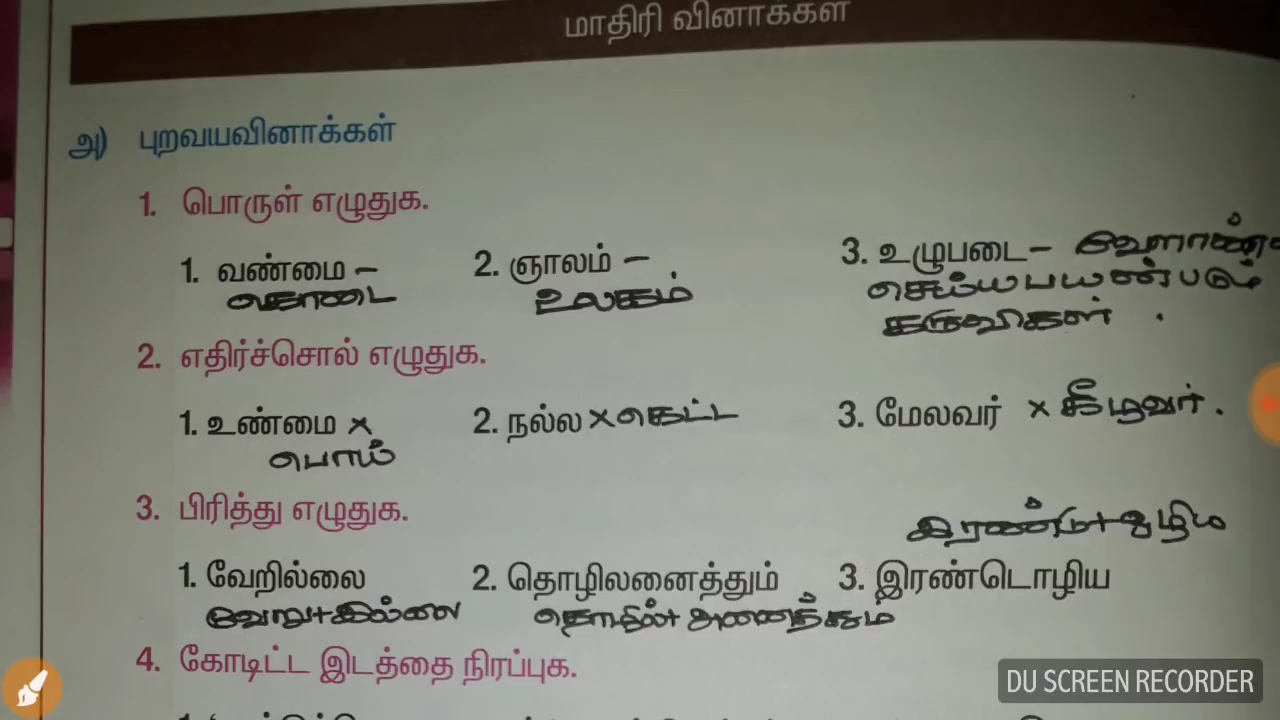 மாதிரி வினாக்கள்
அ) புறவயவினாக்கள்
1. பொருள் எழுதுக.
1. வண்மை – 2. ஞாலம் – 3. உழுபடை – வேளாண்
கொடை உலகம் செய்ய பயன்படும்
கருவிகள் .
2. எதிர்ச்சொல் எழுதுக.
1. உண்மை × 2. நல்ல × கெட்ட 3. மேலவர் × கீழவர் .
பொய்
3. பிரித்து எழுதுக.
இரண்டு+ஒழிய
1. வேறில்லை 2. தொழிலனைத்தும் 3. இரண்டொழிய
வேறு+இல்லை தொழில்+அனைத்தும்
4. கோடிட்ட இடத்தை நிரப்புக.
DU SCREEN RECORDER